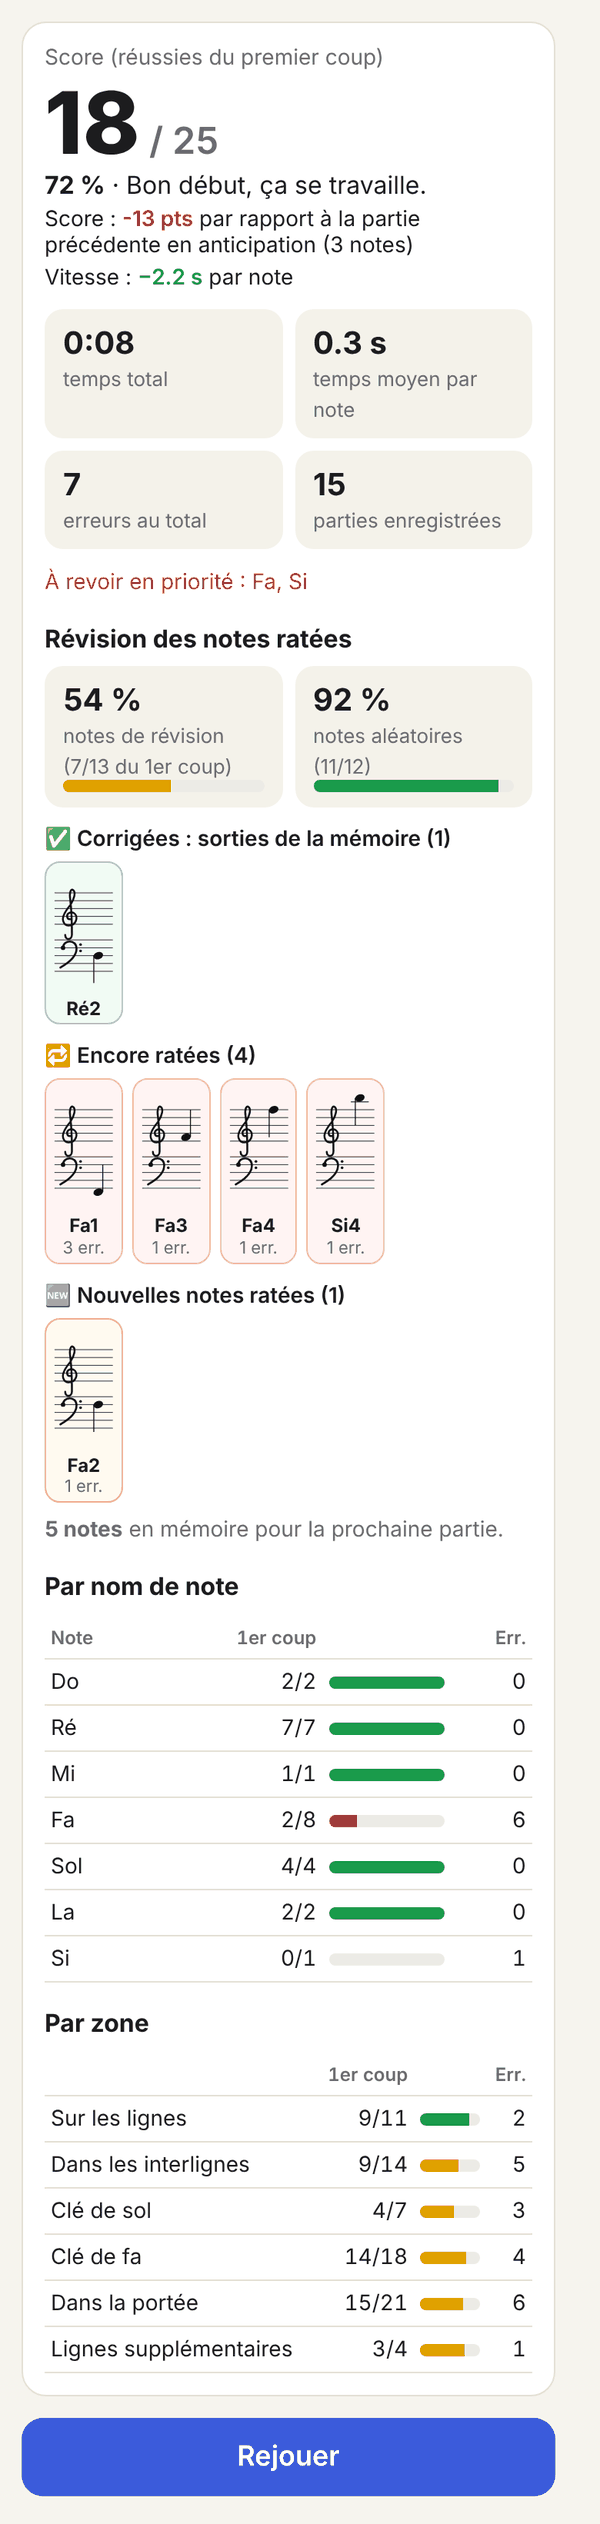 Score (réussies du premier coup)
18 / 25
72 % · Bon début, ça se travaille.
Score : -13 pts par rapport à la partie
précédente en anticipation (3 notes)
Vitesse : −2.2 s par note
0:08
temps total
0.3 s
temps moyen par
note
7
erreurs au total
15
parties enregistrées
À revoir en priorité : Fa, Si
Révision des notes ratées
54 %
notes de révision
(7/13 du 1er coup)
92 %
notes aléatoires
(11/12)
✅ Corrigées : sorties de la mémoire (1)
Ré2
🔁 Encore ratées (4)
Fa1
3 err.
Fa3
1 err.
Fa4
1 err.
Si4
1 err.
🆕 Nouvelles notes ratées (1)
Fa2
1 err.
5 notes en mémoire pour la prochaine partie.
Par nom de note
Note 1er coup Err.
Do 2/2 0
Ré 7/7 0
Mi 1/1 0
Fa 2/8 6
Sol 4/4 0
La 2/2 0
Si 0/1 1
Par zone
1er coup Err.
Sur les lignes 9/11 2
Dans les interlignes 9/14 5
Clé de sol 4/7 3
Clé de fa 14/18 4
Dans la portée 15/21 6
Lignes supplémentaires 3/4 1
Rejouer